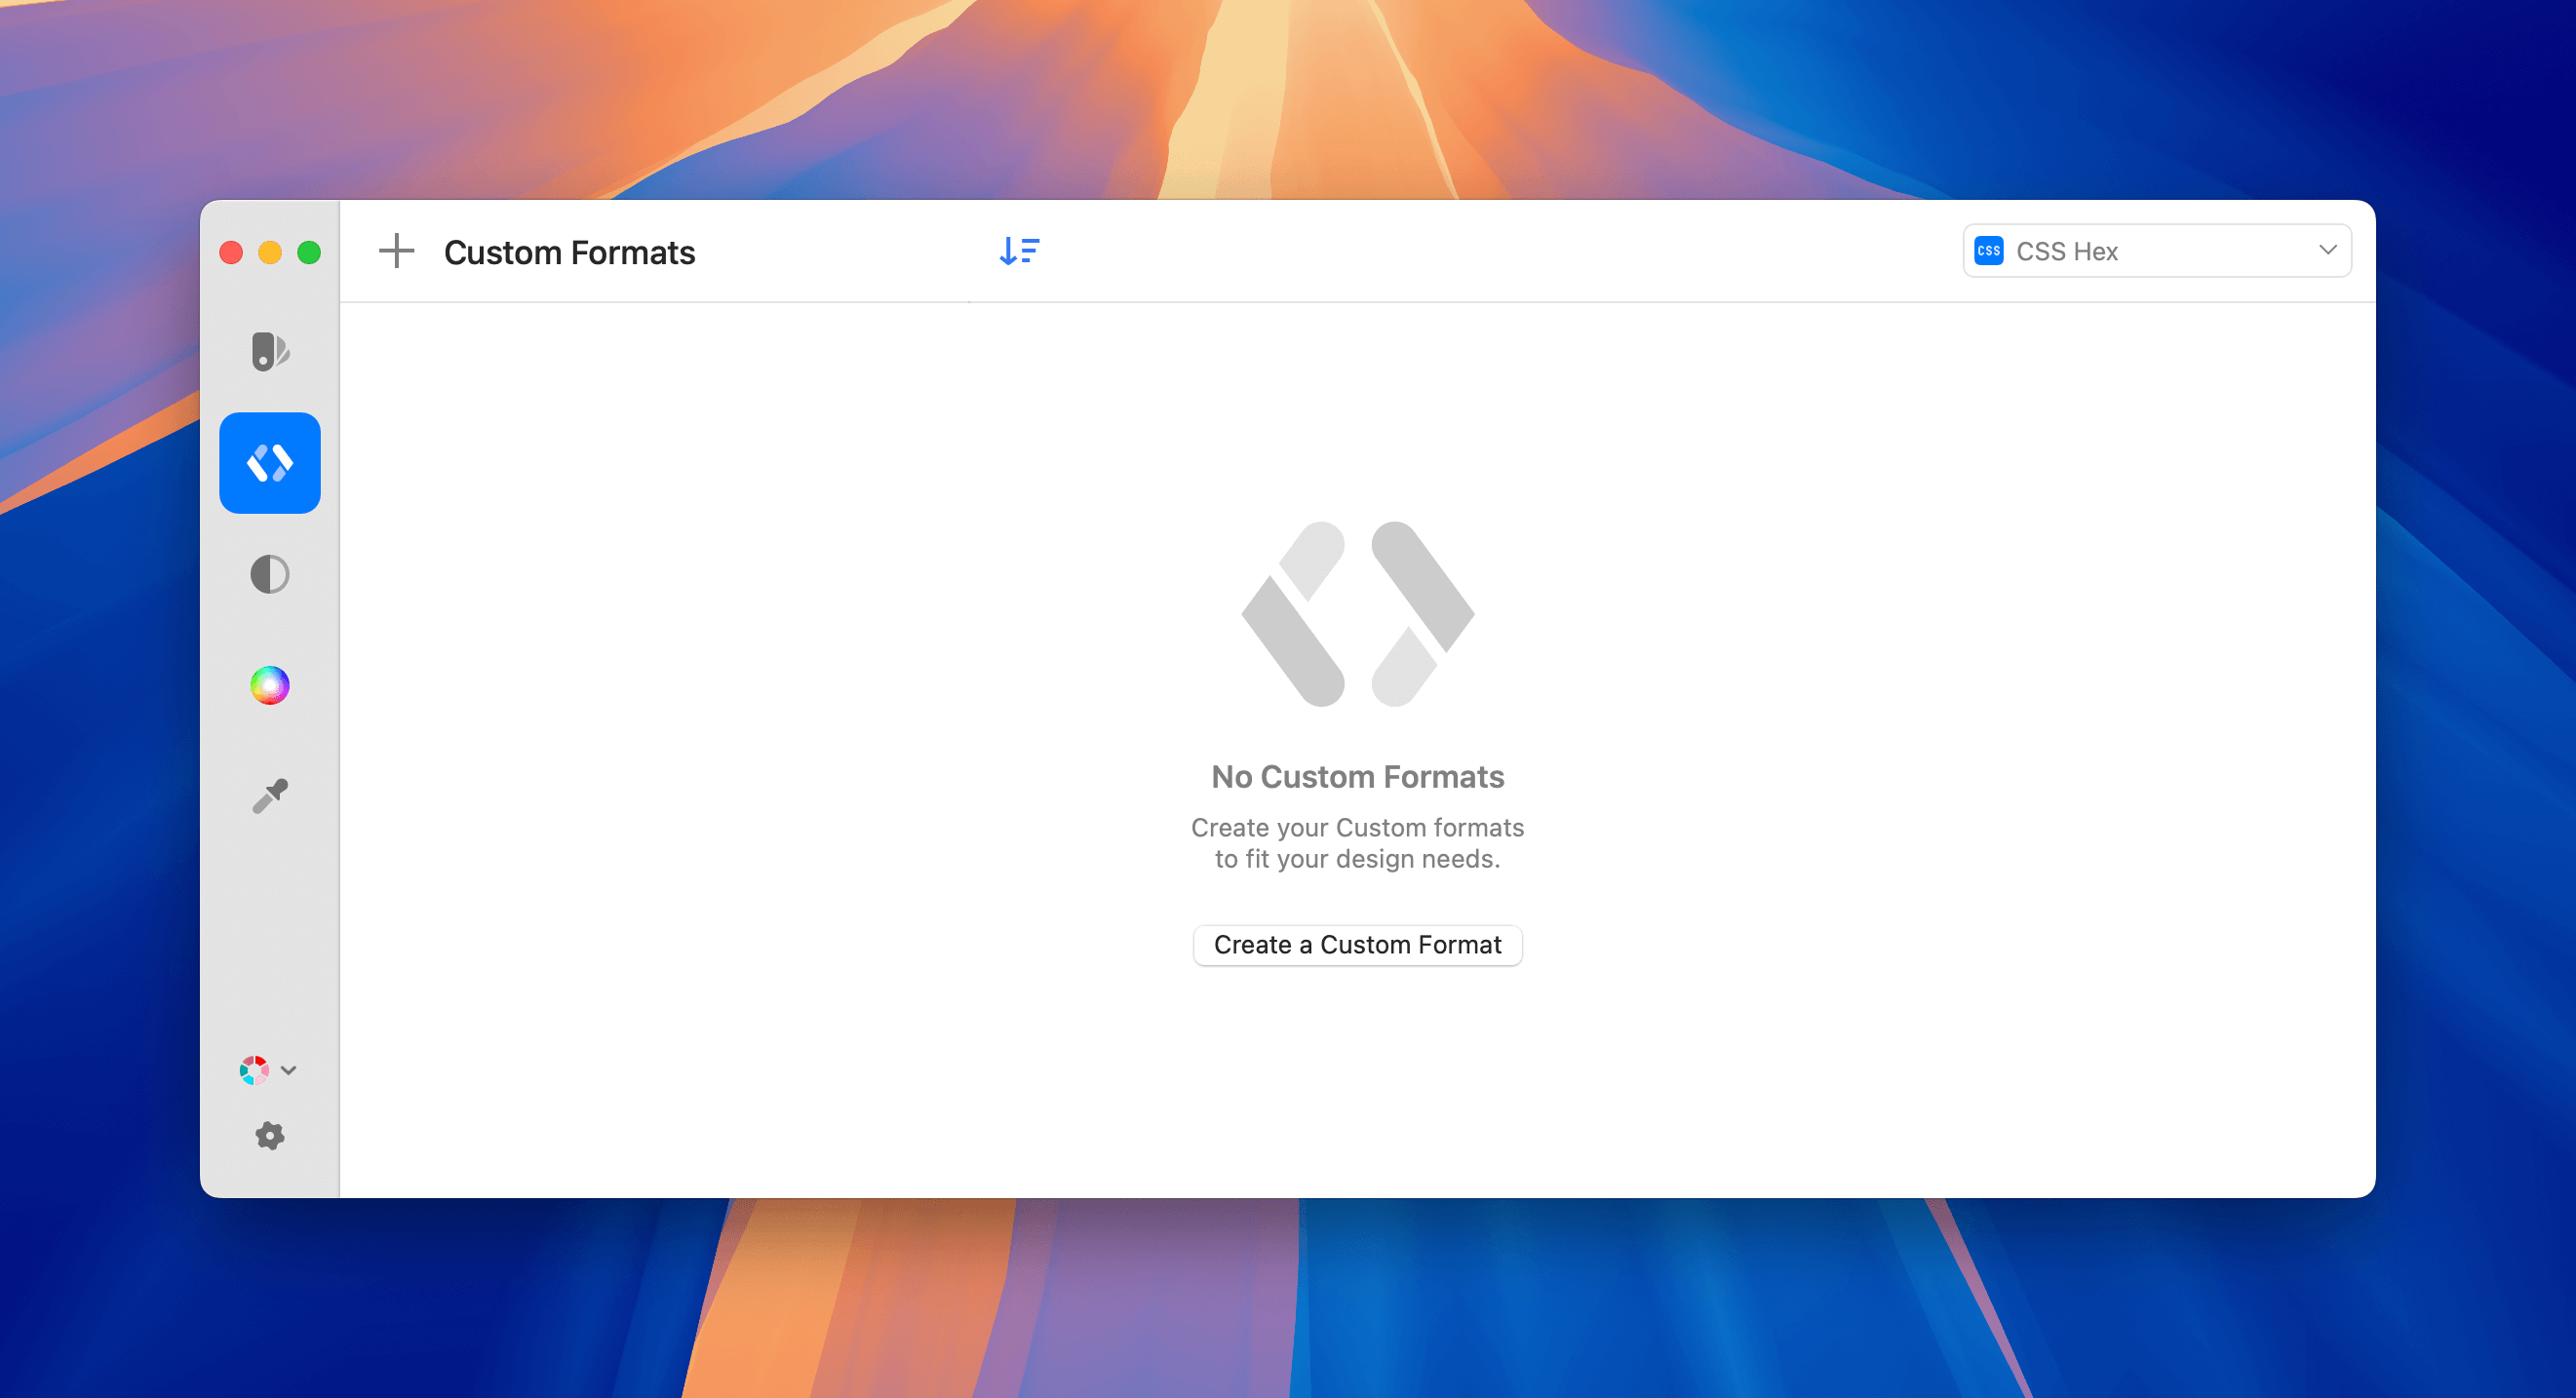 Custom Formats
CSS CSS Hex
No Custom Formats
Create your Custom formats
to fit your design needs.
Create a Custom Format